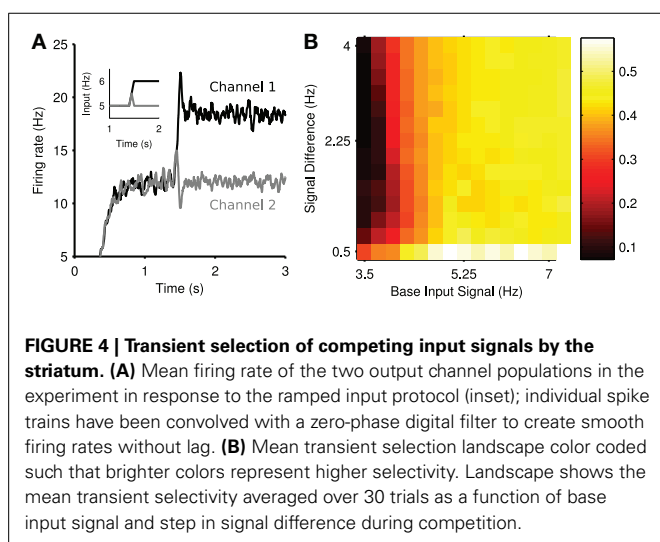 A
25
20
15
10
5
Firing rate (Hz)
0
1
2
3
Time (s)
Input (Hz)
6
5
1
2
Time (s)
Channel 1
Channel 2
B
4
2.25
0.5
Signal Difference (Hz)
3.5
5.25
7
Base Input Signal (Hz)
0.5
0.4
0.3
0.2
0.1
FIGURE 4 | Transient selection of competing input signals by the
striatum. (A) Mean firing rate of the two output channel populations in the
experiment in response to the ramped input protocol (inset); individual spike
trains have been convolved with a zero-phase digital filter to create smooth
firing rates without lag. (B) Mean transient selection landscape color coded
such that brighter colors represent higher selectivity. Landscape shows the
mean transient selectivity averaged over 30 trials as a function of base
input signal and step in signal difference during competition.